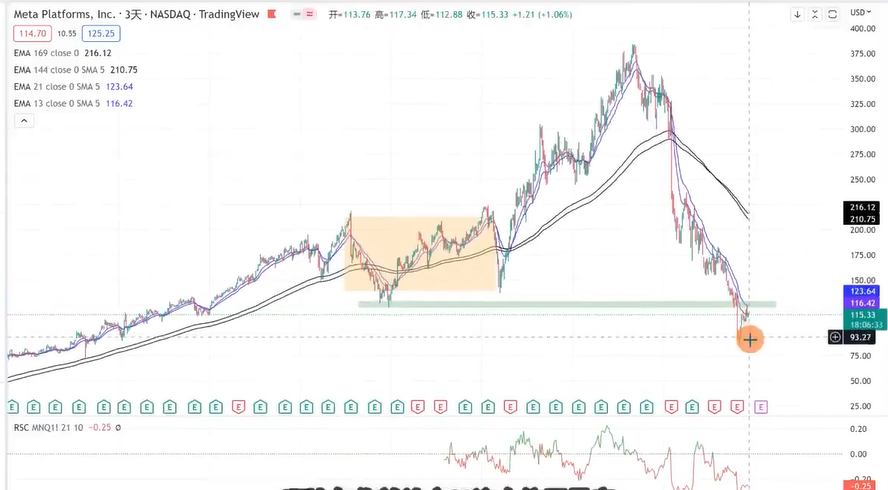 Meta Platforms, Inc. · 3天 · NASDAQ · TradingView
开=113.76 高=117.34 低=112.88 收=115.33 +1.21 (+1.06%)
USD
114.70 10.55 125.25
EMA 169 close 0 216.12
EMA 144 close 0 SMA 5 210.75
EMA 21 close 0 SMA 5 123.64
EMA 13 close 0 SMA 5 116.42
400.00
375.00
350.00
325.00
300.00
275.00
250.00
216.12
210.75
200.00
175.00
150.00
123.64
116.42
115.33
18:06:33
93.27
75.00
50.00
25.00
E E E E E E E E E E E E E E E E E E E E E E E E E E E E E E E E E E
RSC MNQ1! 21 10 −0.25 Ø
0.20
0.00
−0.20
−0.25